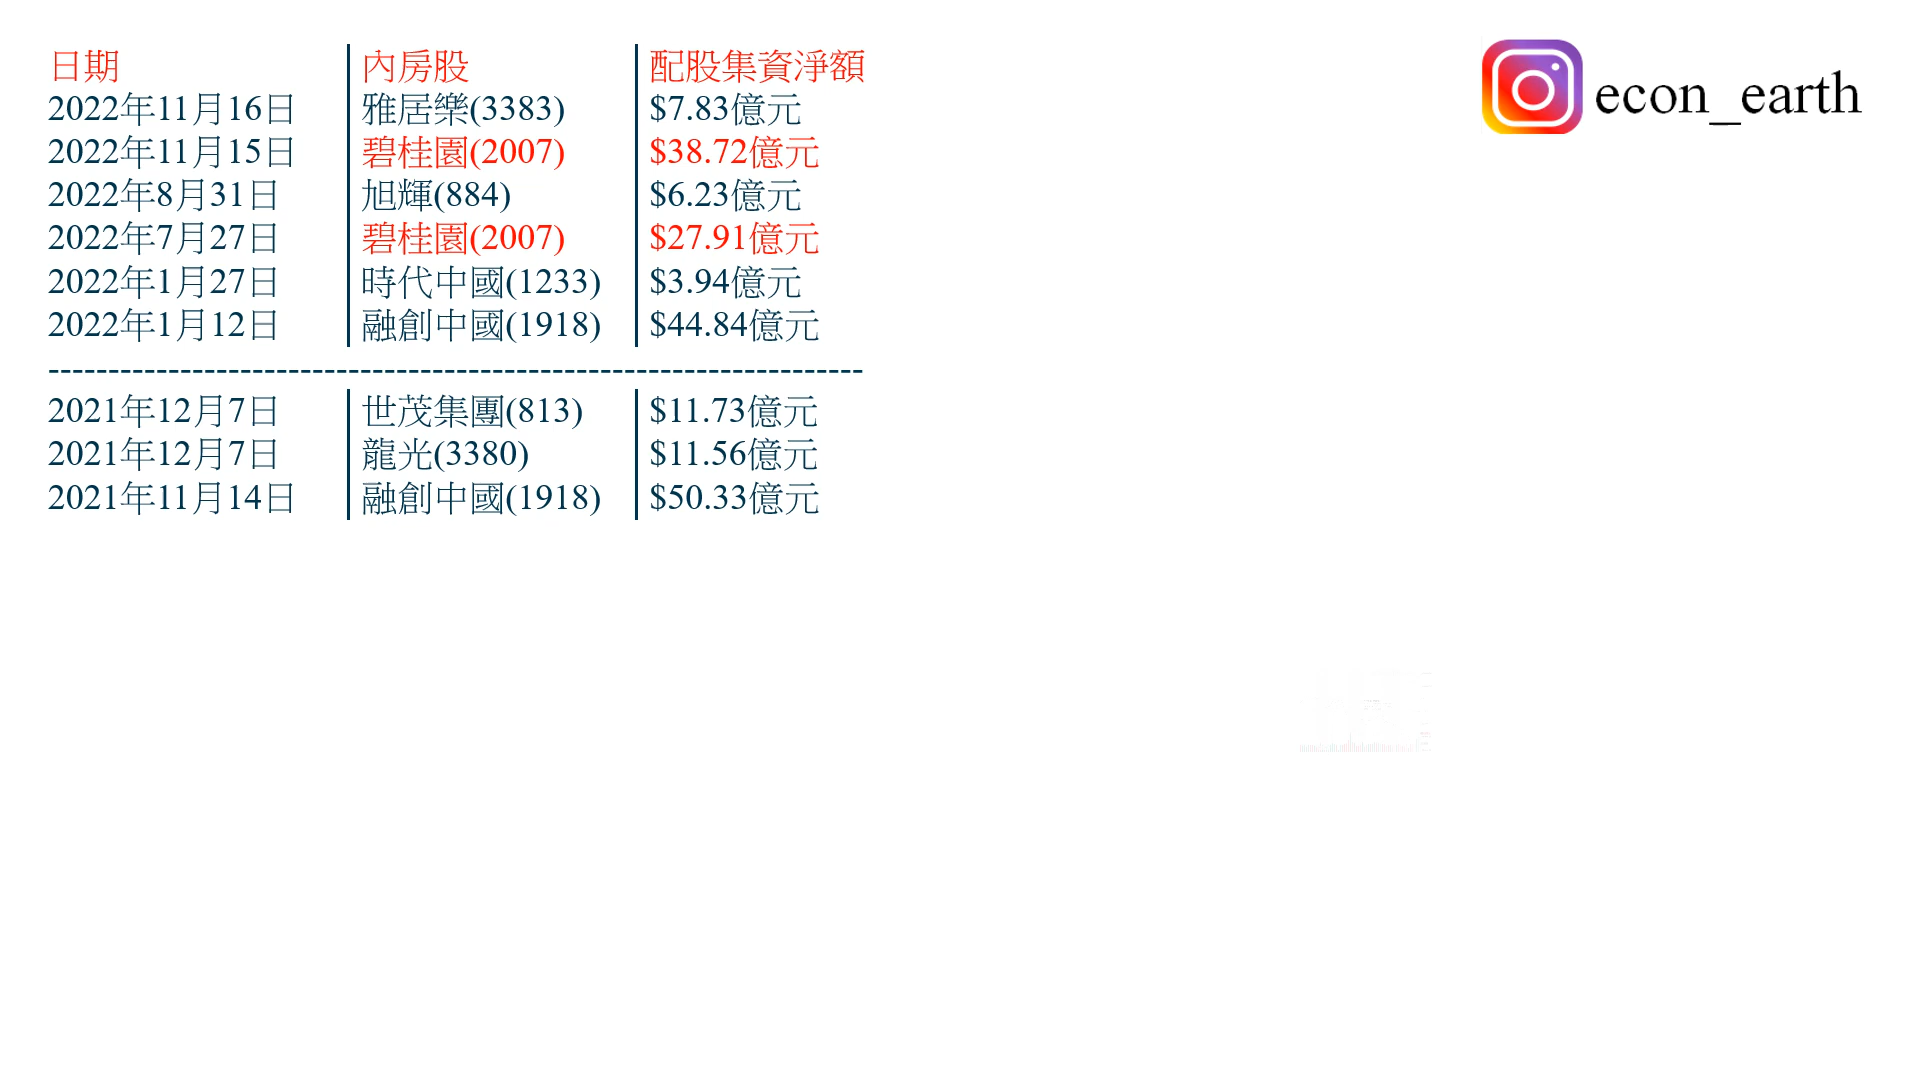 日期 內房股 配股集資淨額
2022年11月16日 雅居樂(3383) $7.83億元
2022年11月15日 碧桂園(2007) $38.72億元
2022年8月31日 旭輝(884) $6.23億元
2022年7月27日 碧桂園(2007) $27.91億元
2022年1月27日 時代中國(1233) $3.94億元
2022年1月12日 融創中國(1918) $44.84億元
--------------------------------------------------------------------
2021年12月7日 世茂集團(813) $11.73億元
2021年12月7日 龍光(3380) $11.56億元
2021年11月14日 融創中國(1918) $50.33億元
econ_earth